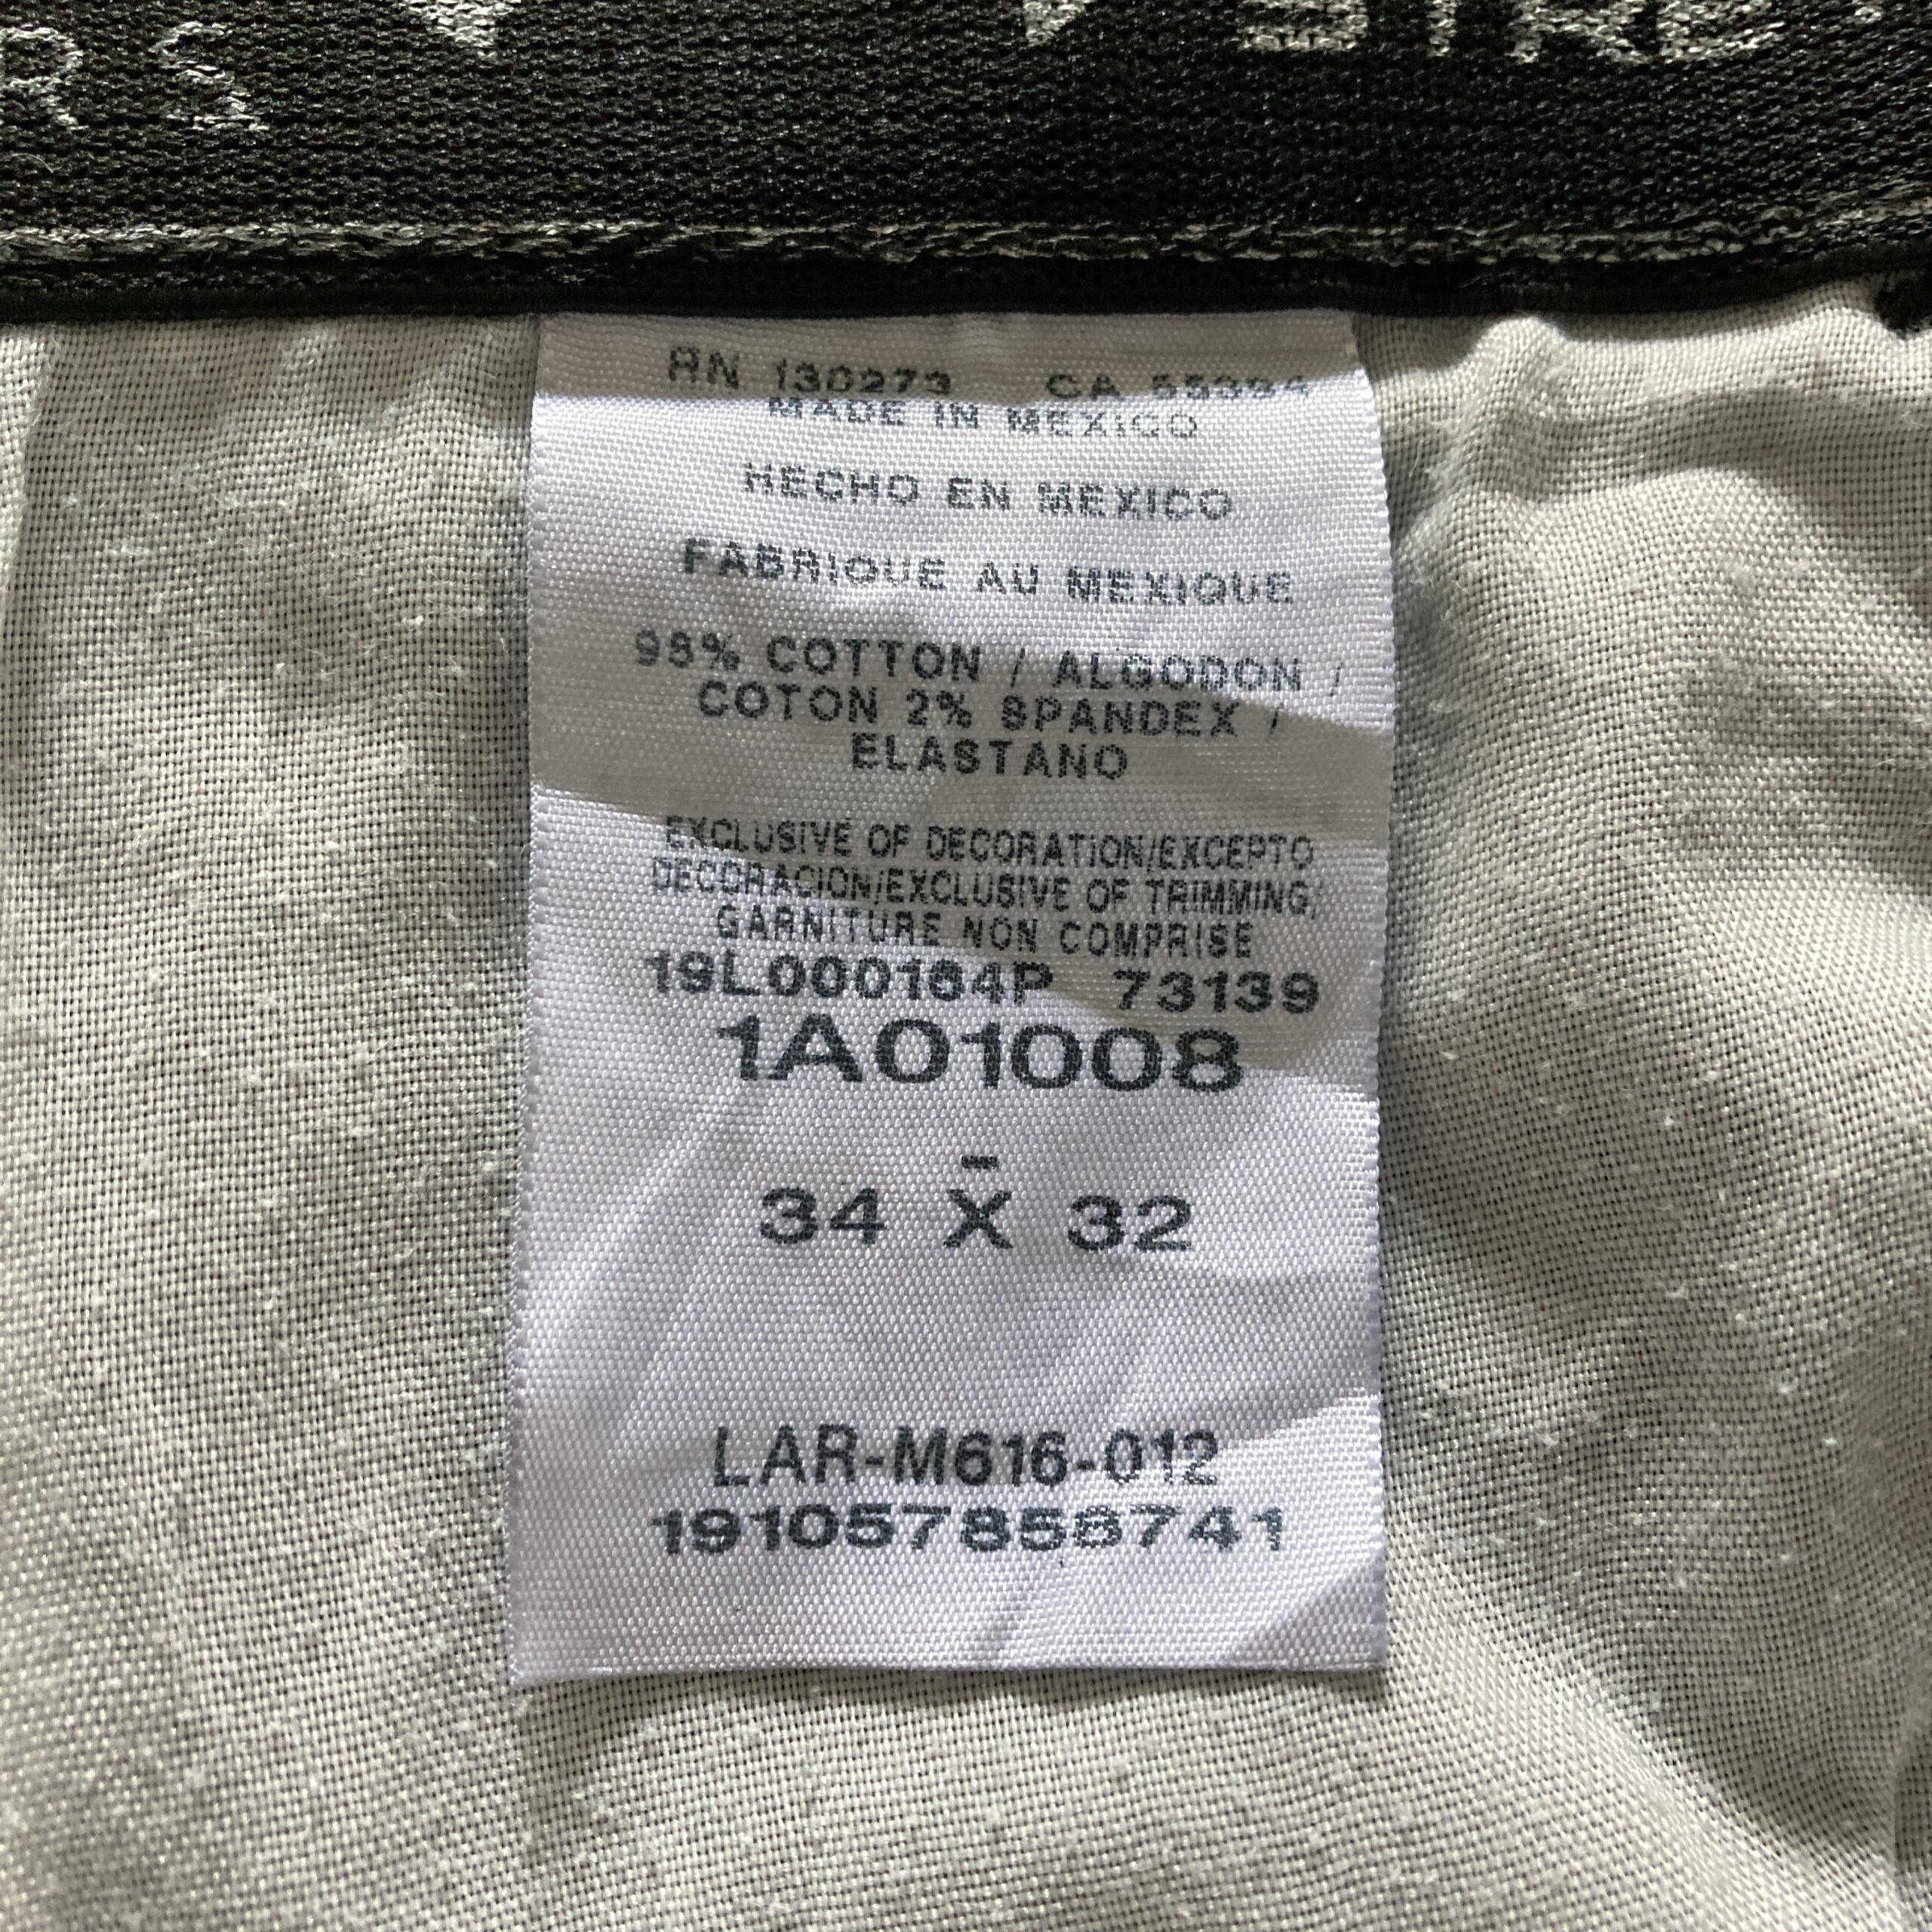 RS
RN 130273 CA 55394
MADE IN MEXICO
HECHO EN MEXICO
FABRIQUE AU MEXIQUE
98% COTTON / ALGODON /
COTON 2% SPANDEX /
ELASTANO
EXCLUSIVE OF DECORATION/EXCEPTO
DECORACION/EXCLUSIVE OF TRIMMING/
GARNITURE NON COMPRISE
19L000164P 73139
1A01008
-
34 X 32
LAR-M616-012
191057858741